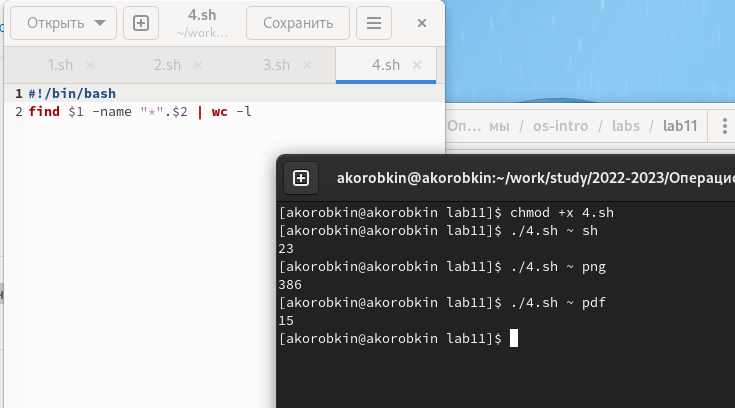 Открыть
4.sh
~/work...
Сохранить
1.sh
2.sh
3.sh
4.sh
1 #!/bin/bash
2 find $1 -name "*".$2 | wc -l
Оп... мы / os-intro / labs / lab11
akorobkin@akorobkin:~/work/study/2022-2023/Операцио
[akorobkin@akorobkin lab11]$ chmod +x 4.sh
[akorobkin@akorobkin lab11]$ ./4.sh ~ sh
23
[akorobkin@akorobkin lab11]$ ./4.sh ~ png
386
[akorobkin@akorobkin lab11]$ ./4.sh ~ pdf
15
[akorobkin@akorobkin lab11]$